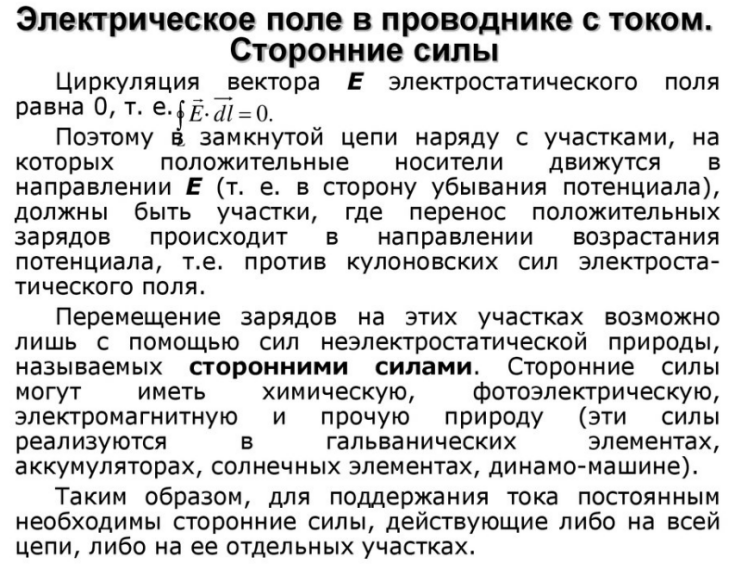 Электрическое поле в проводнике с током.
Сторонние силы
Циркуляция вектора E электростатического поля
равна 0, т. е. ∮ E⃗· dl⃗ = 0.
Поэтому в замкнутой цепи наряду с участками, на
которых положительные носители движутся в
направлении E (т. е. в сторону убывания потенциала),
должны быть участки, где перенос положительных
зарядов происходит в направлении возрастания
потенциала, т.е. против кулоновских сил электроста-
тического поля.
Перемещение зарядов на этих участках возможно
лишь с помощью сил неэлектростатической природы,
называемых сторонними силами. Сторонние силы
могут иметь химическую, фотоэлектрическую,
электромагнитную и прочую природу (эти силы
реализуются в гальванических элементах,
аккумуляторах, солнечных элементах, динамо-машине).
Таким образом, для поддержания тока постоянным
необходимы сторонние силы, действующие либо на всей
цепи, либо на ее отдельных участках.